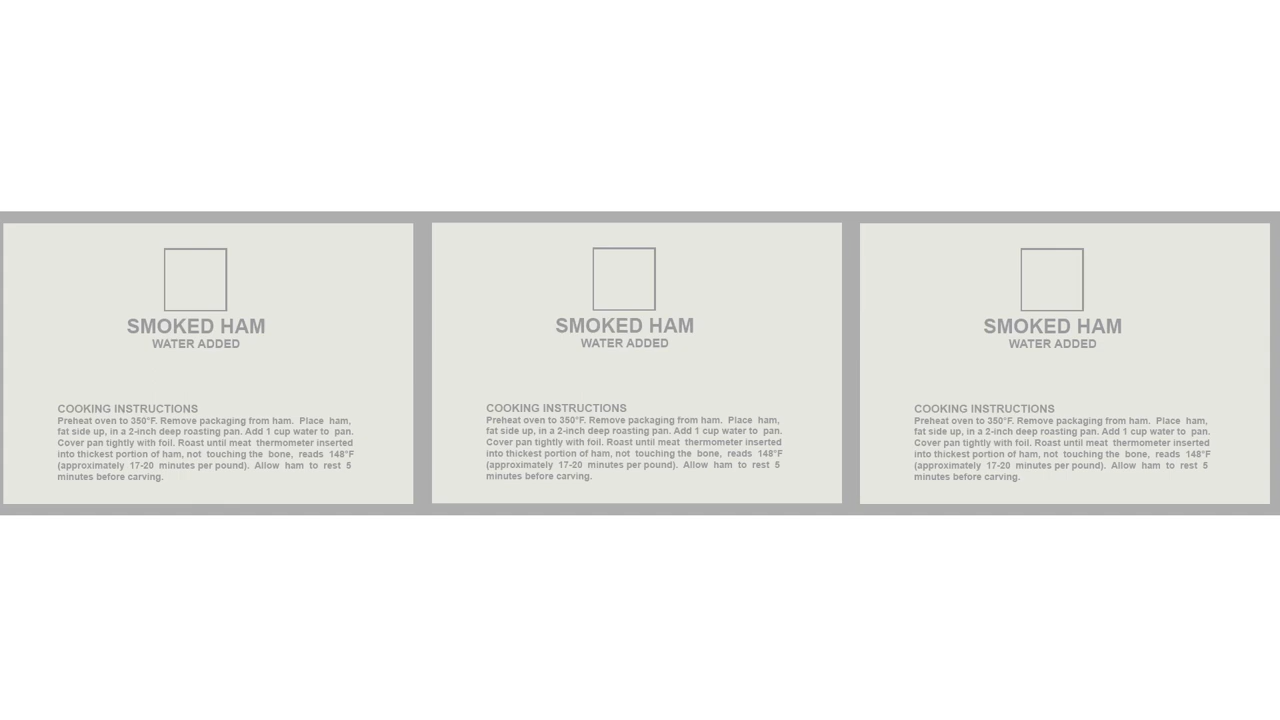 SMOKED HAM
WATER ADDED
COOKING INSTRUCTIONS
Preheat oven to 350°F. Remove packaging from ham. Place ham,
fat side up, in a 2-inch deep roasting pan. Add 1 cup water to pan.
Cover pan tightly with foil. Roast until meat thermometer inserted
into thickest portion of ham, not touching the bone, reads 148°F
(approximately 17-20 minutes per pound). Allow ham to rest 5
minutes before carving.
SMOKED HAM
WATER ADDED
COOKING INSTRUCTIONS
Preheat oven to 350°F. Remove packaging from ham. Place ham,
fat side up, in a 2-inch deep roasting pan. Add 1 cup water to pan.
Cover pan tightly with foil. Roast until meat thermometer inserted
into thickest portion of ham, not touching the bone, reads 148°F
(approximately 17-20 minutes per pound). Allow ham to rest 5
minutes before carving.
SMOKED HAM
WATER ADDED
COOKING INSTRUCTIONS
Preheat oven to 350°F. Remove packaging from ham. Place ham,
fat side up, in a 2-inch deep roasting pan. Add 1 cup water to pan.
Cover pan tightly with foil. Roast until meat thermometer inserted
into thickest portion of ham, not touching the bone, reads 148°F
(approximately 17-20 minutes per pound). Allow ham to rest 5
minutes before carving.